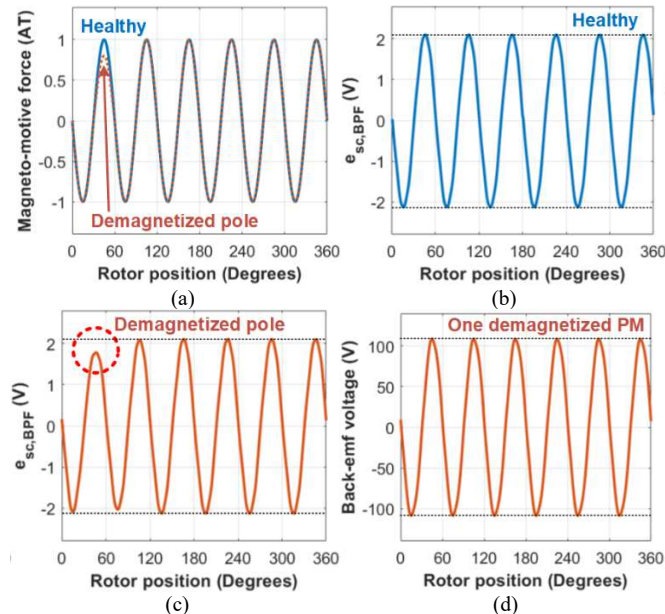 Healthy
Magneto-motive force (AT)
1
0.5
0
-0.5
-1
Demagnetized pole
0 60 120 180 240 300 360
Rotor position (Degrees)
(a)
Healthy
e_sc,BPF (V)
2
1
0
-1
-2
0 60 120 180 240 300 360
Rotor position (Degrees)
(b)
Demagnetized pole
e_sc,BPF (V)
2
1
0
-1
-2
0 60 120 180 240 300 360
Rotor position (Degrees)
(c)
One demagnetized PM
Back-emf voltage (V)
100
50
0
-50
-100
0 60 120 180 240 300 360
Rotor position (Degrees)
(d)